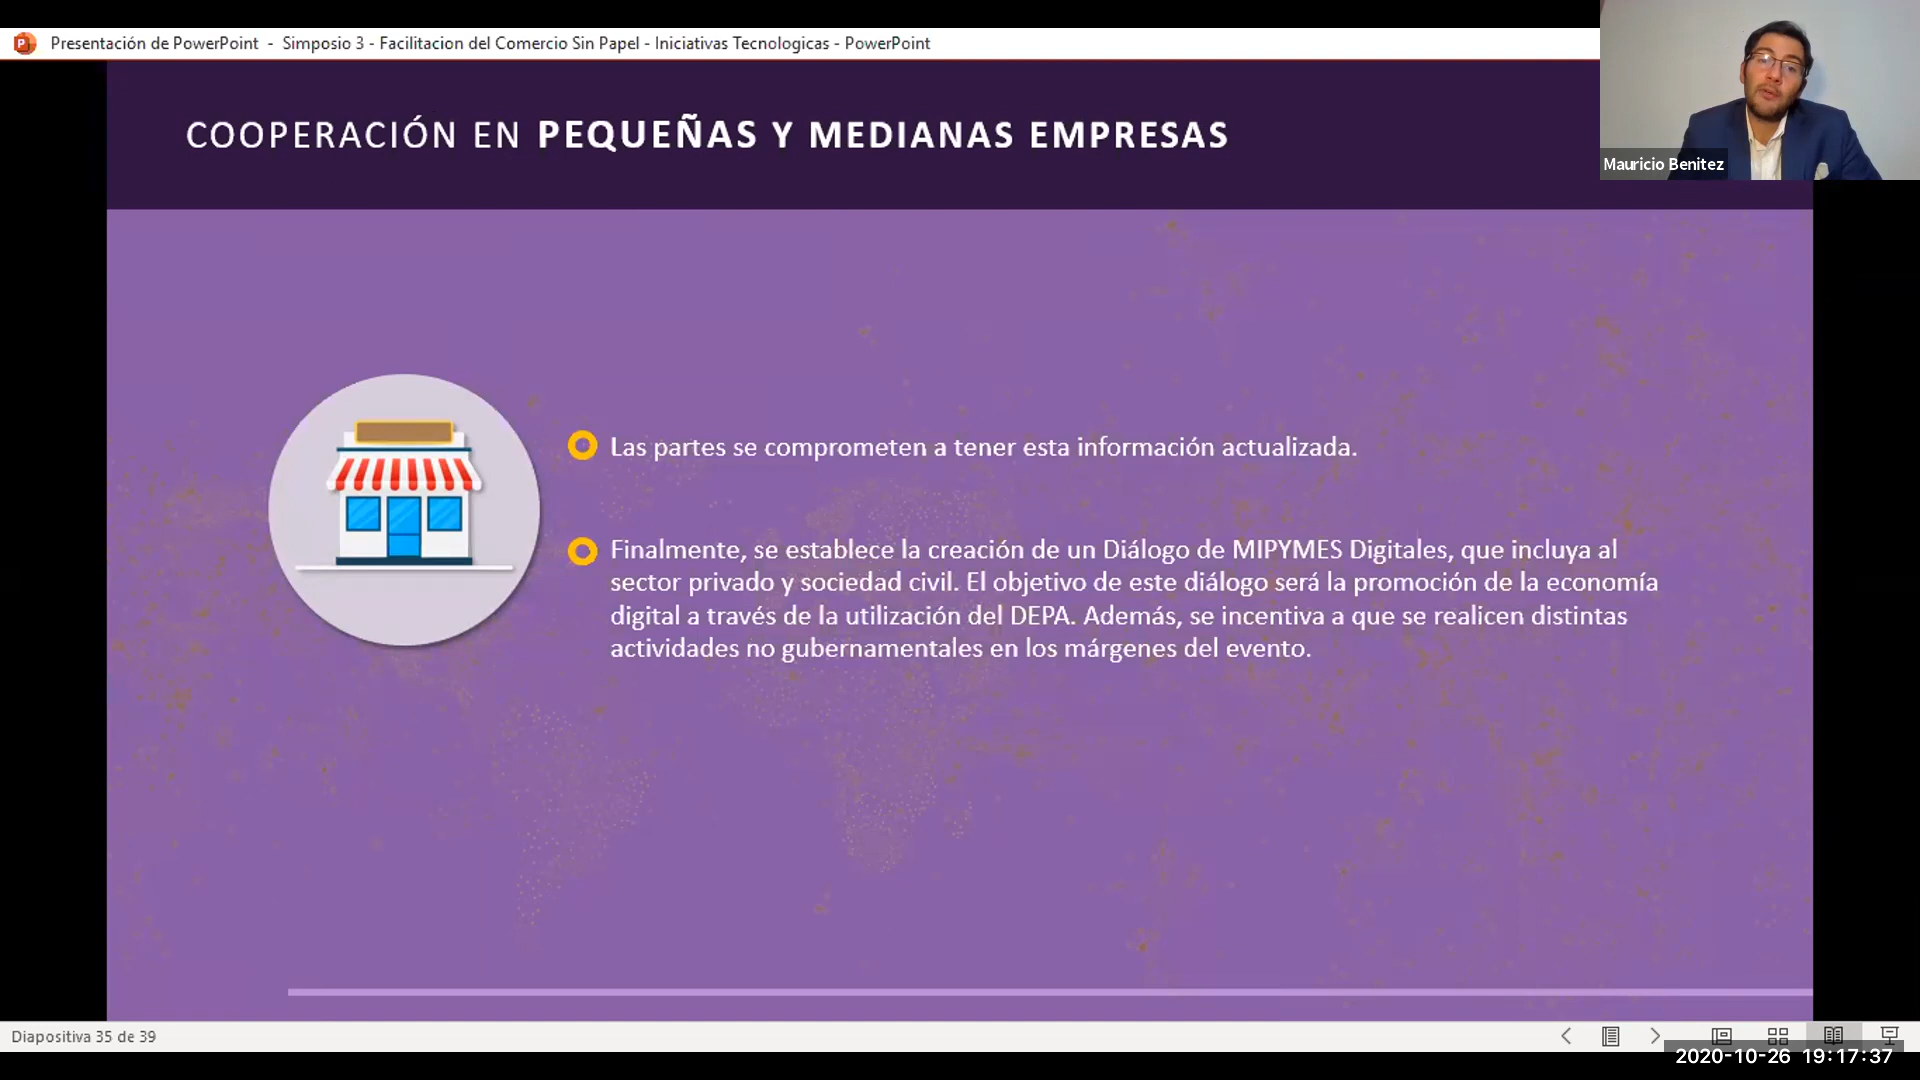 Presentación de PowerPoint - Simposio 3 - Facilitacion del Comercio Sin Papel - Iniciativas Tecnologicas - PowerPoint
Mauricio Benitez
COOPERACIÓN EN PEQUEÑAS Y MEDIANAS EMPRESAS
Las partes se comprometen a tener esta información actualizada.
Finalmente, se establece la creación de un Diálogo de MIPYMES Digitales, que incluya al
sector privado y sociedad civil. El objetivo de este diálogo será la promoción de la economía
digital a través de la utilización del DEPA. Además, se incentiva a que se realicen distintas
actividades no gubernamentales en los márgenes del evento.
Diapositiva 35 de 39
2020-10-26 19:17:37